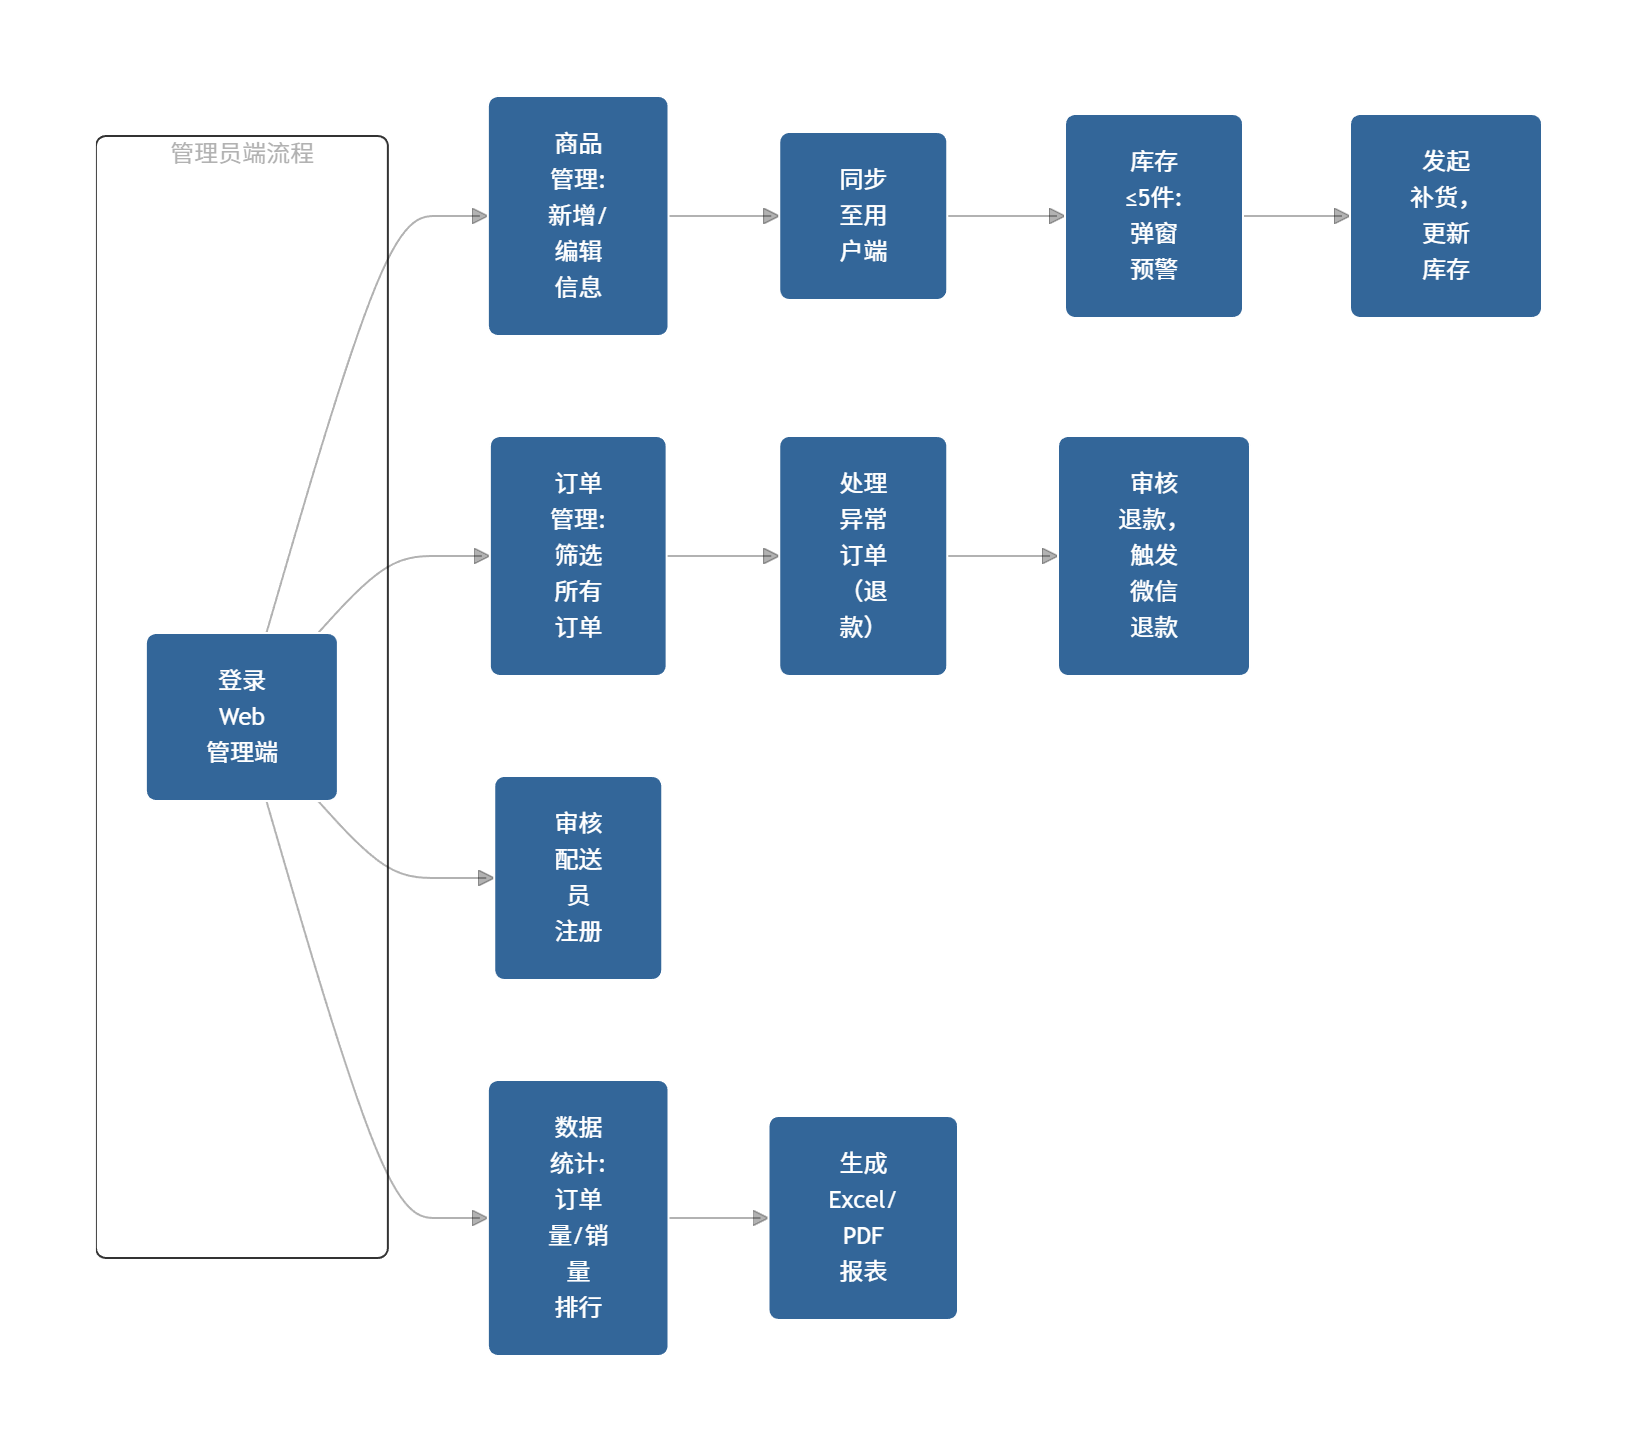 管理员端流程
登录
Web
管理端
商品
管理:
新增/
编辑
信息
同步
至用
户端
库存
≤5件:
弹窗
预警
发起
补货，
更新
库存
订单
管理:
筛选
所有
订单
处理
异常
订单
（退
款）
审核
退款，
触发
微信
退款
审核
配送
员
注册
数据
统计:
订单
量/销
量
排行
生成
Excel/
PDF
报表